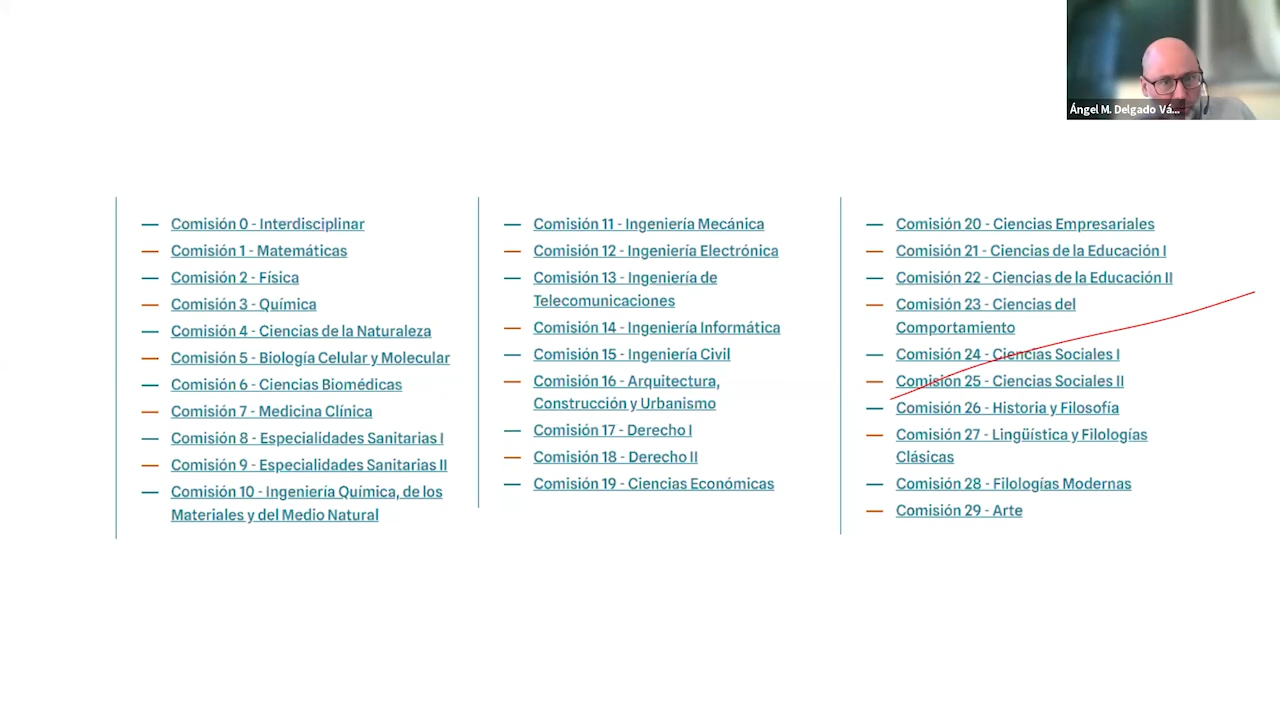 Ángel M. Delgado Vá...
Comisión 0 - Interdisciplinar
Comisión 1 - Matemáticas
Comisión 2 - Física
Comisión 3 - Química
Comisión 4 - Ciencias de la Naturaleza
Comisión 5 - Biología Celular y Molecular
Comisión 6 - Ciencias Biomédicas
Comisión 7 - Medicina Clínica
Comisión 8 - Especialidades Sanitarias I
Comisión 9 - Especialidades Sanitarias II
Comisión 10 - Ingeniería Química, de los
Materiales y del Medio Natural
Comisión 11 - Ingeniería Mecánica
Comisión 12 - Ingeniería Electrónica
Comisión 13 - Ingeniería de
Telecomunicaciones
Comisión 14 - Ingeniería Informática
Comisión 15 - Ingeniería Civil
Comisión 16 - Arquitectura,
Construcción y Urbanismo
Comisión 17 - Derecho I
Comisión 18 - Derecho II
Comisión 19 - Ciencias Económicas
Comisión 20 - Ciencias Empresariales
Comisión 21 - Ciencias de la Educación I
Comisión 22 - Ciencias de la Educación II
Comisión 23 - Ciencias del
Comportamiento
Comisión 24 - Ciencias Sociales I
Comisión 25 - Ciencias Sociales II
Comisión 26 - Historia y Filosofía
Comisión 27 - Lingüística y Filologías
Clásicas
Comisión 28 - Filologías Modernas
Comisión 29 - Arte